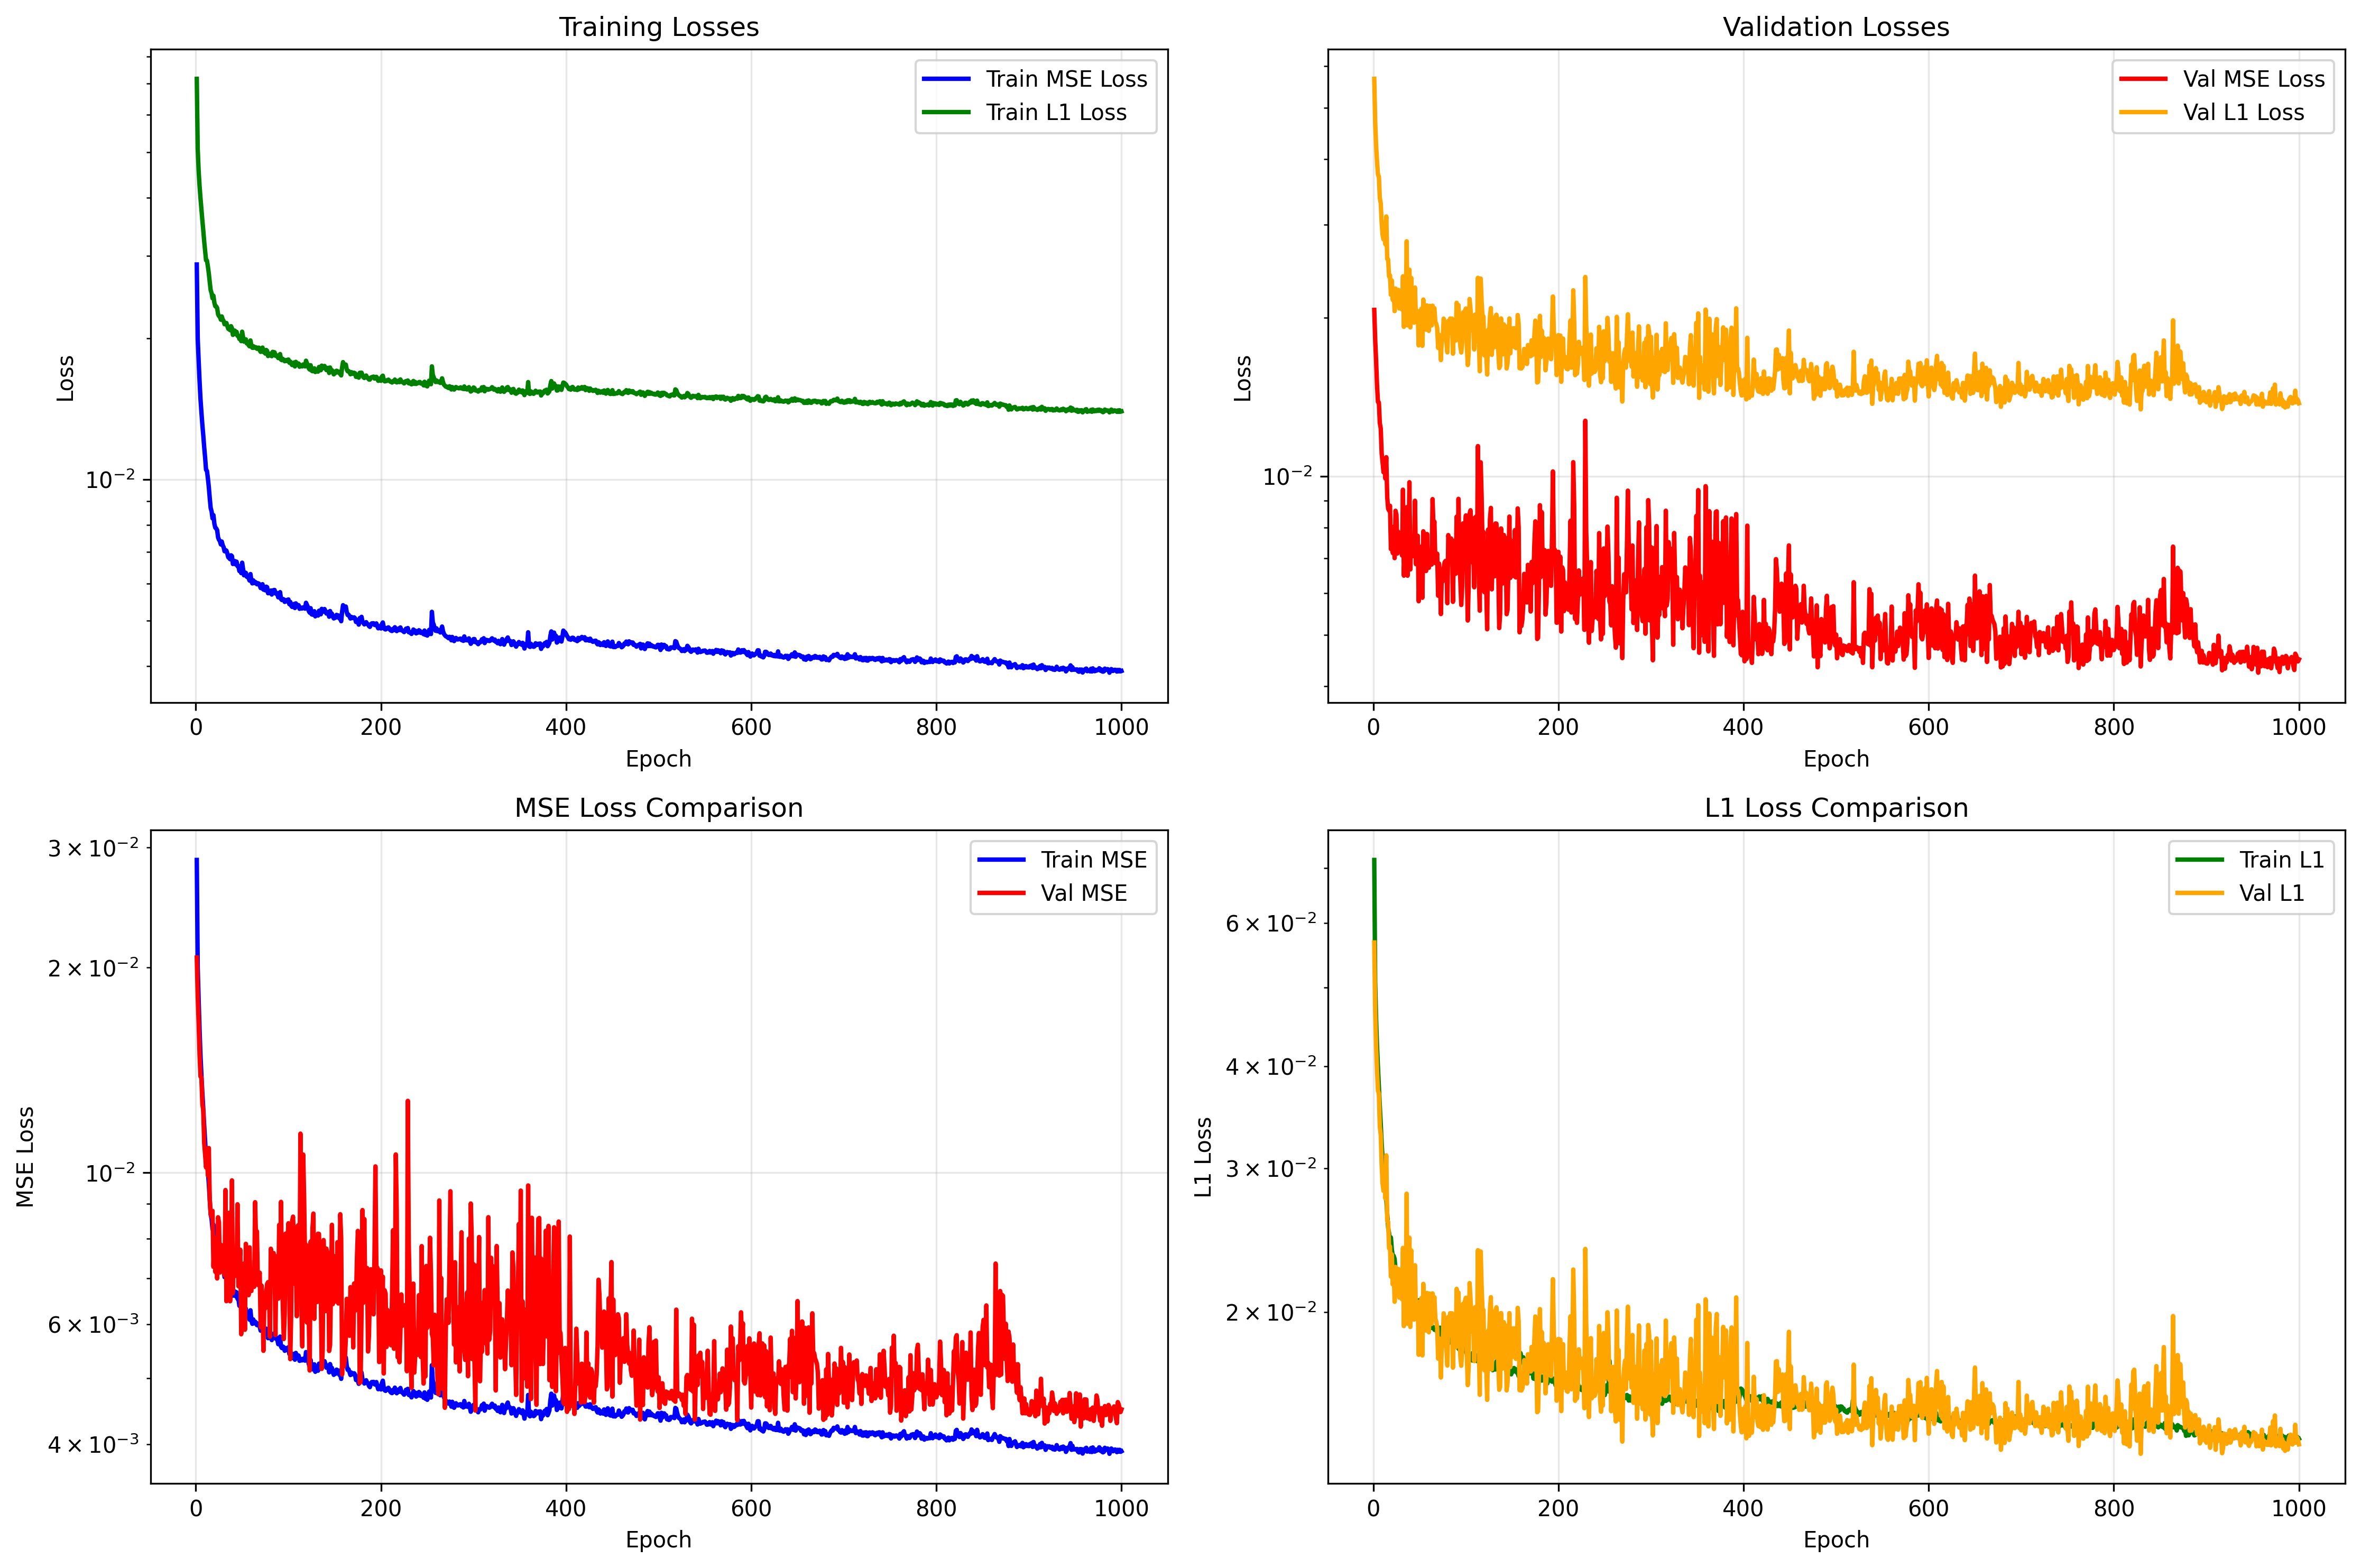 Training Losses
Loss
10⁻²
Train MSE Loss
Train L1 Loss
0 200 400 600 800 1000
Epoch
Validation Losses
Loss
10⁻²
Val MSE Loss
Val L1 Loss
0 200 400 600 800 1000
Epoch
MSE Loss Comparison
MSE Loss
3 × 10⁻²
2 × 10⁻²
10⁻²
6 × 10⁻³
4 × 10⁻³
Train MSE
Val MSE
0 200 400 600 800 1000
Epoch
L1 Loss Comparison
L1 Loss
6 × 10⁻²
4 × 10⁻²
3 × 10⁻²
2 × 10⁻²
Train L1
Val L1
0 200 400 600 800 1000
Epoch